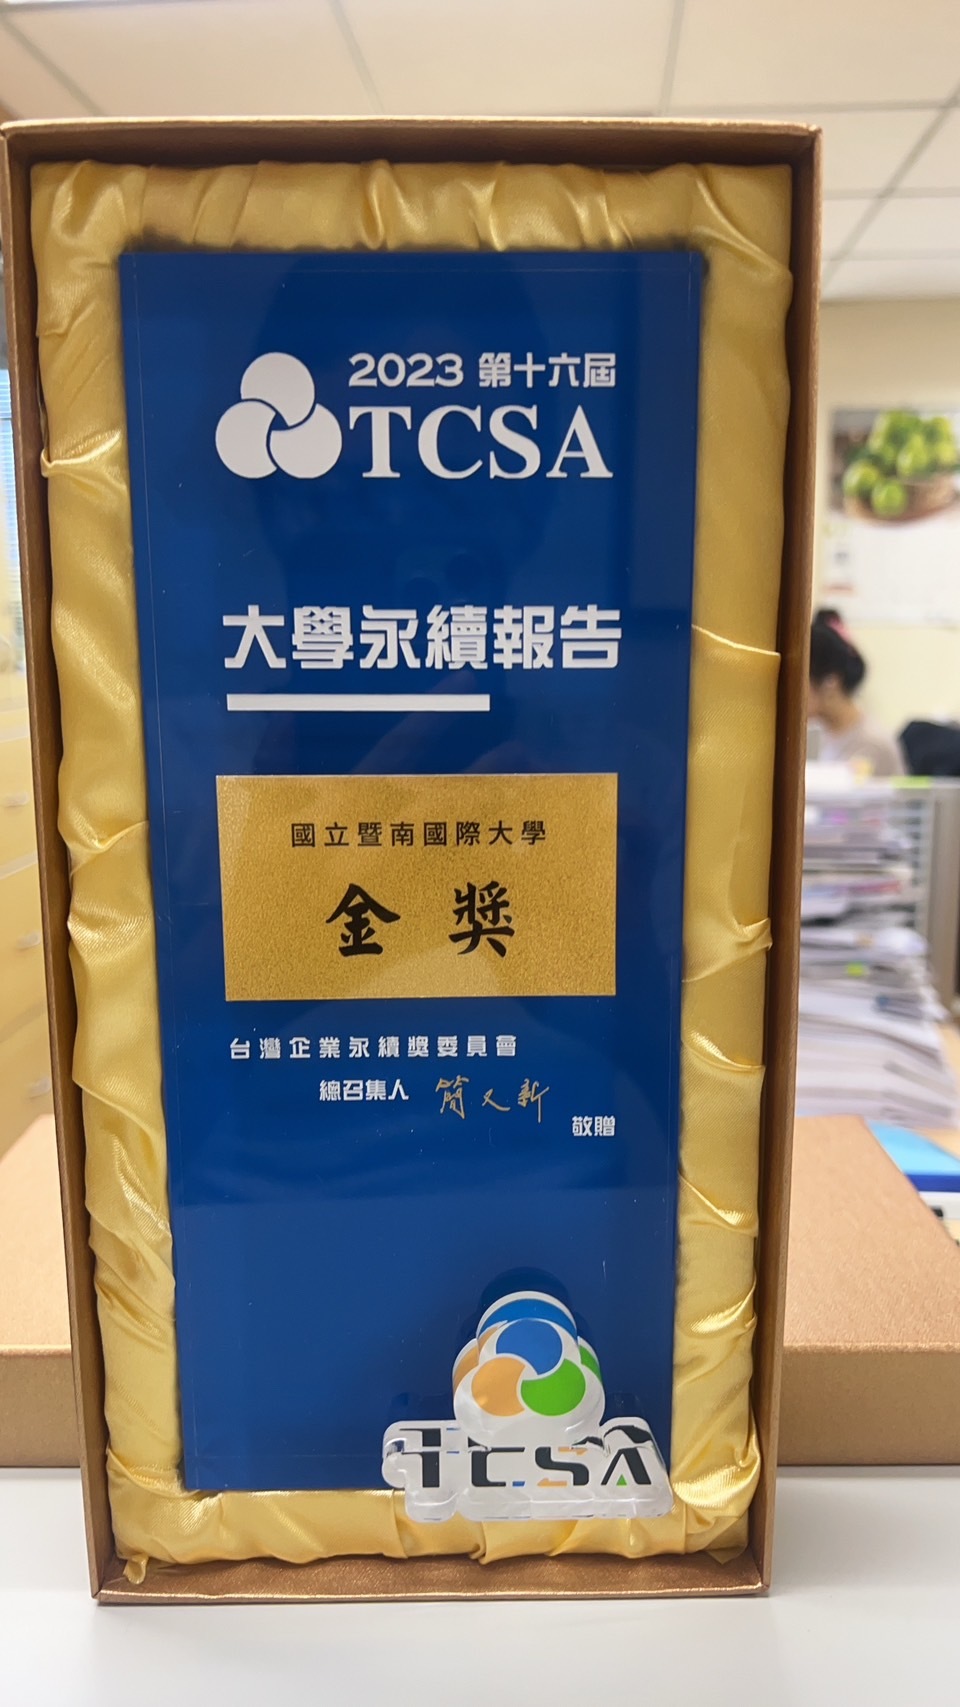 2023 第十六屆
TCSA
大學永續報告
國立暨南國際大學
金獎
台灣企業永續獎委員會
總召集人 簡又新
敬贈
TCSA